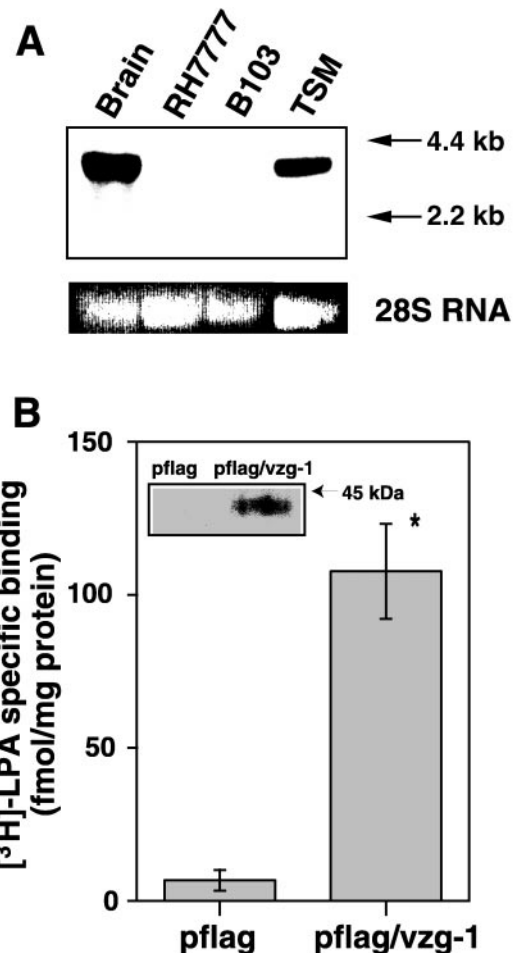 A
Brain RH7777 B103 TSM
4.4 kb
2.2 kb
28S RNA
B
150
100
50
0
[³H]-LPA specific binding
(fmol/mg protein)
pflag pflag/vzg-1
45 kDa
*
pflag pflag/vzg-1